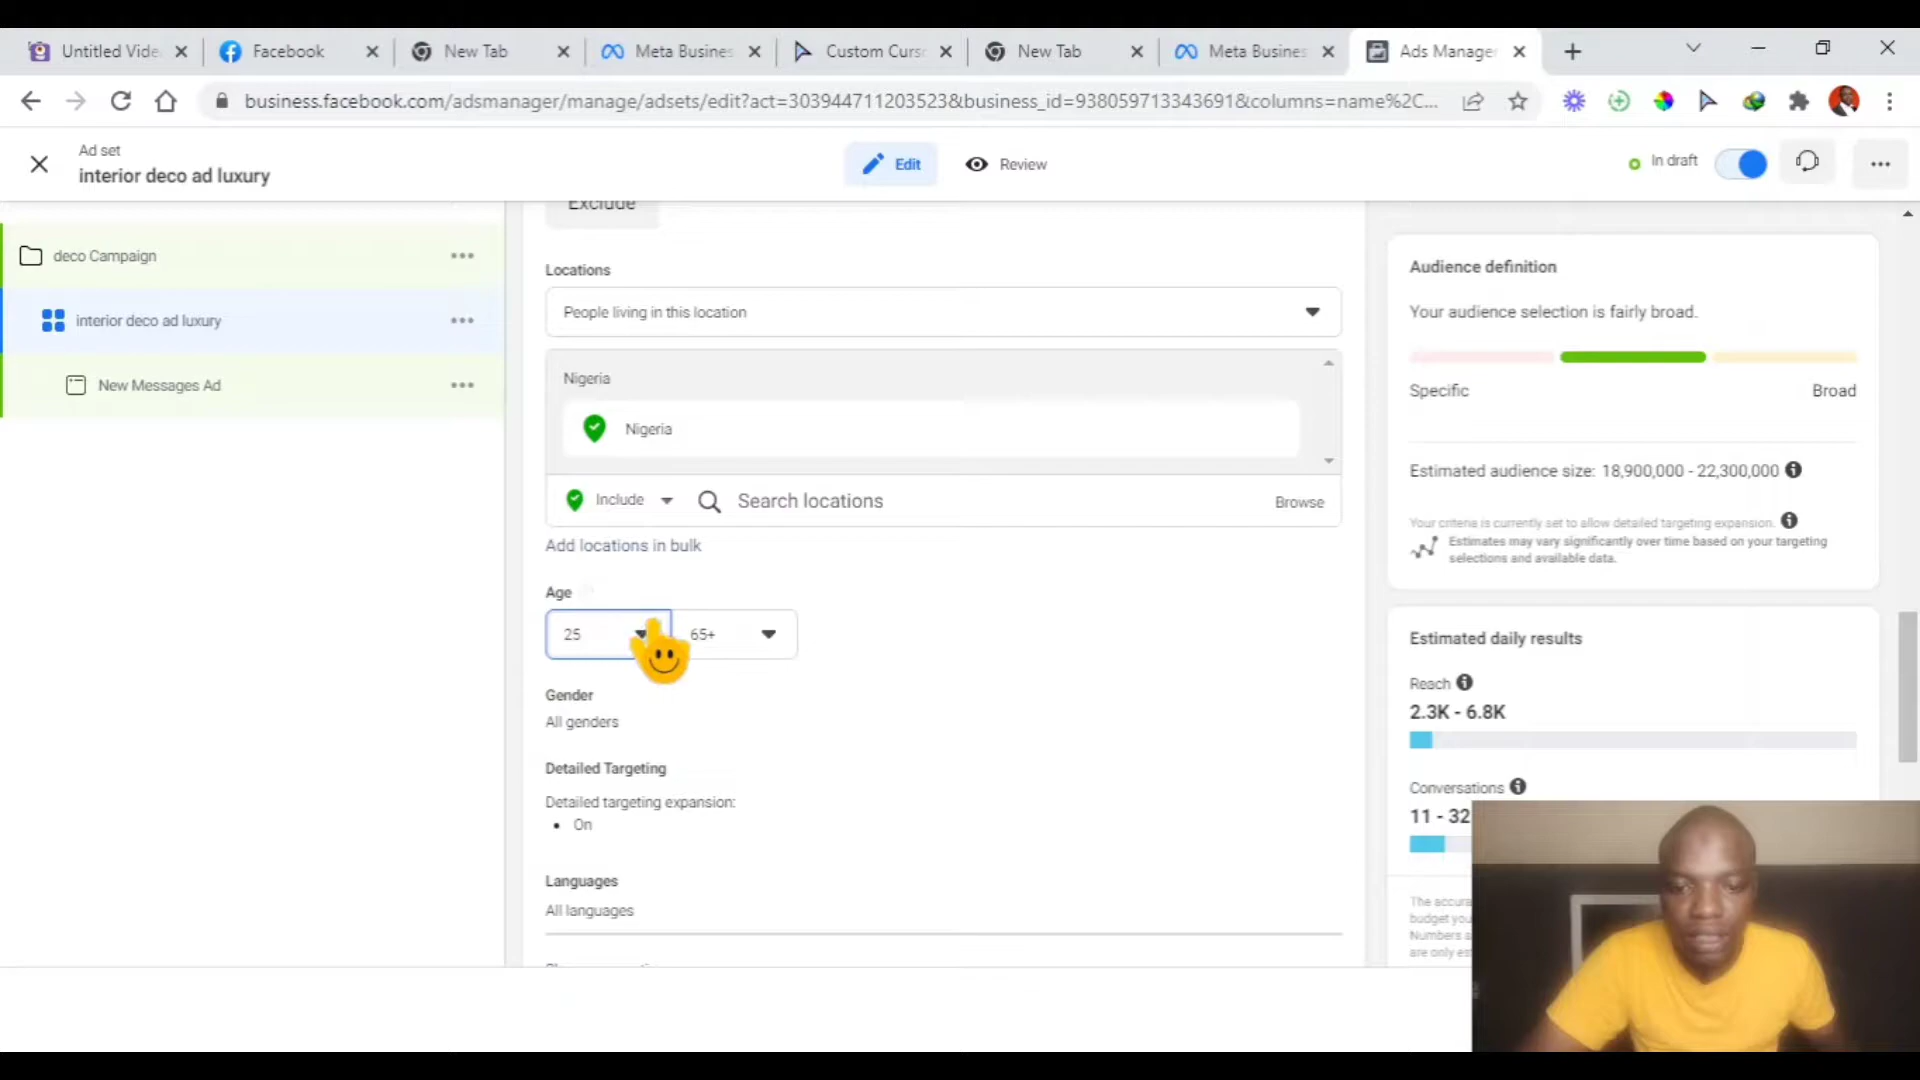 Untitled Vide
Facebook
New Tab
Meta Busines
Custom Curs
New Tab
Meta Busines
Ads Manager
business.facebook.com/adsmanager/manage/adsets/edit?act=303944711203523&business_id=938059713343691&columns=name%2C...
Ad set
interior deco ad luxury
Edit
Review
In draft
deco Campaign
interior deco ad luxury
New Messages Ad
Exclude
Locations
People living in this location
Nigeria
Nigeria
Include
Search locations
Browse
Add locations in bulk
Age
25
65+
Gender
All genders
Detailed Targeting
Detailed targeting expansion:
• On
Languages
All languages
Audience definition
Your audience selection is fairly broad.
Specific
Broad
Estimated audience size: 18,900,000 - 22,300,000
Your criteria is currently set to allow detailed targeting expansion.
Estimates may vary significantly over time based on your targeting
selections and available data.
Estimated daily results
Reach
2.3K - 6.8K
Conversations
11 - 32
The accura
budget you
Numbers a
are only est